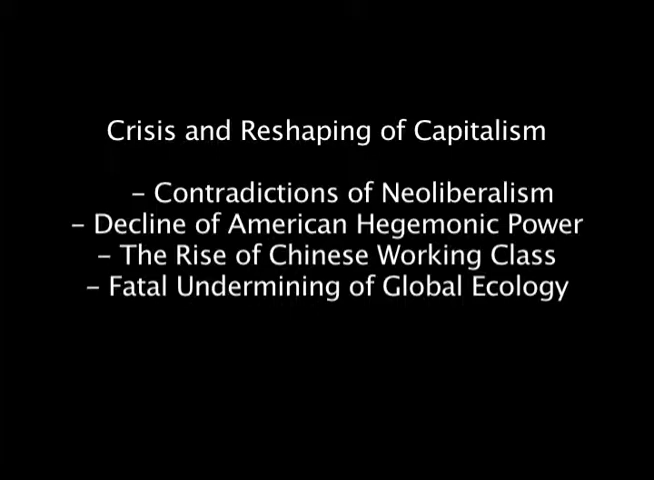 Crisis and Reshaping of Capitalism
– Contradictions of Neoliberalism
– Decline of American Hegemonic Power
– The Rise of Chinese Working Class
– Fatal Undermining of Global Ecology